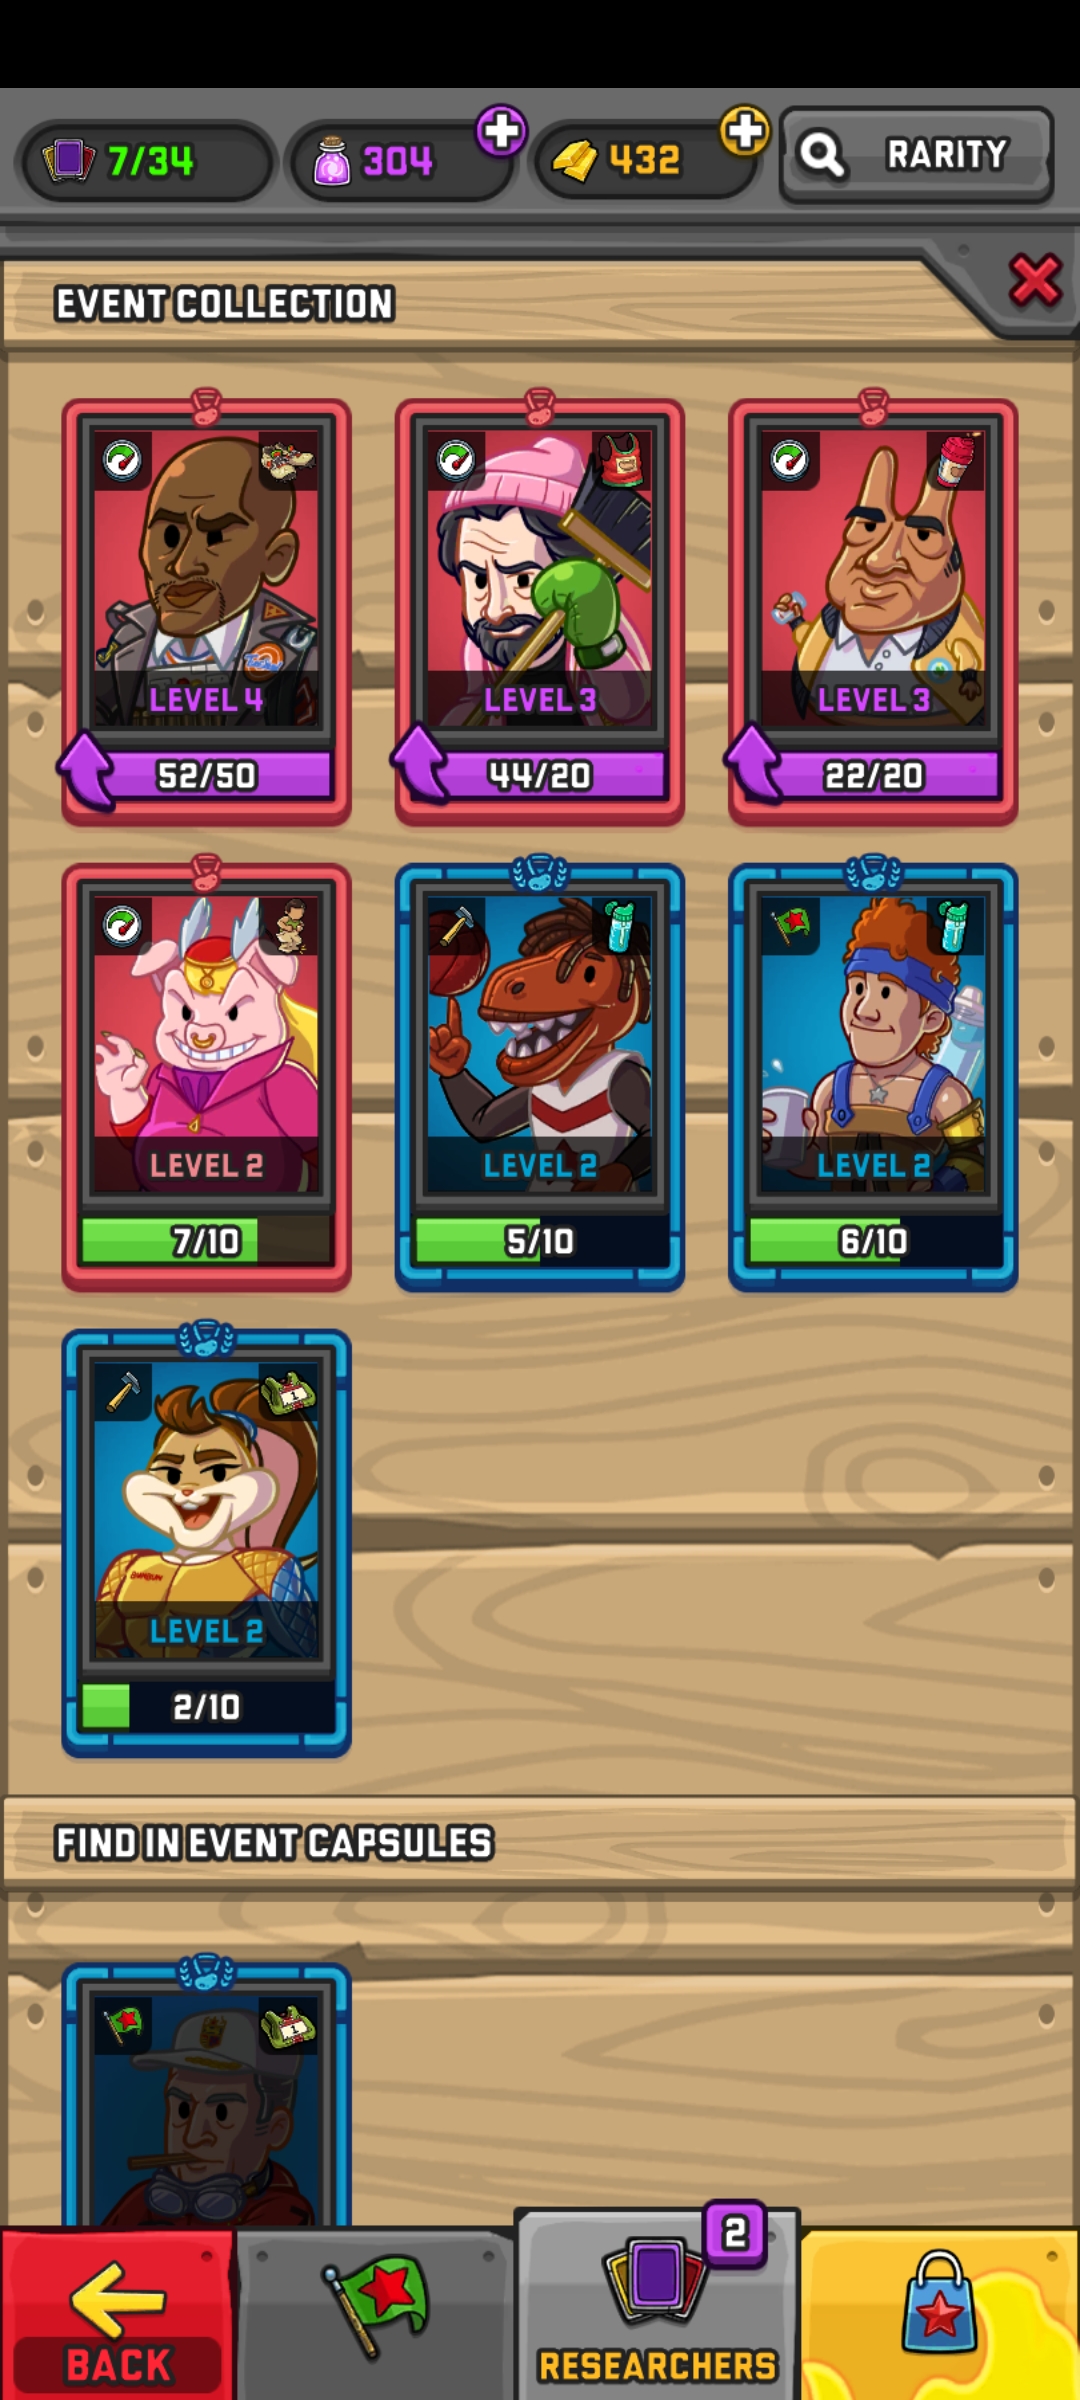 7/34
304
432
RARITY
EVENT COLLECTION
LEVEL 4
LEVEL 3
LEVEL 3
52/50
44/20
22/20
LEVEL 2
LEVEL 2
LEVEL 2
7/10
5/10
6/10
1
LEVEL 2
2/10
FIND IN EVENT CAPSULES
1
2
BACK
RESEARCHERS